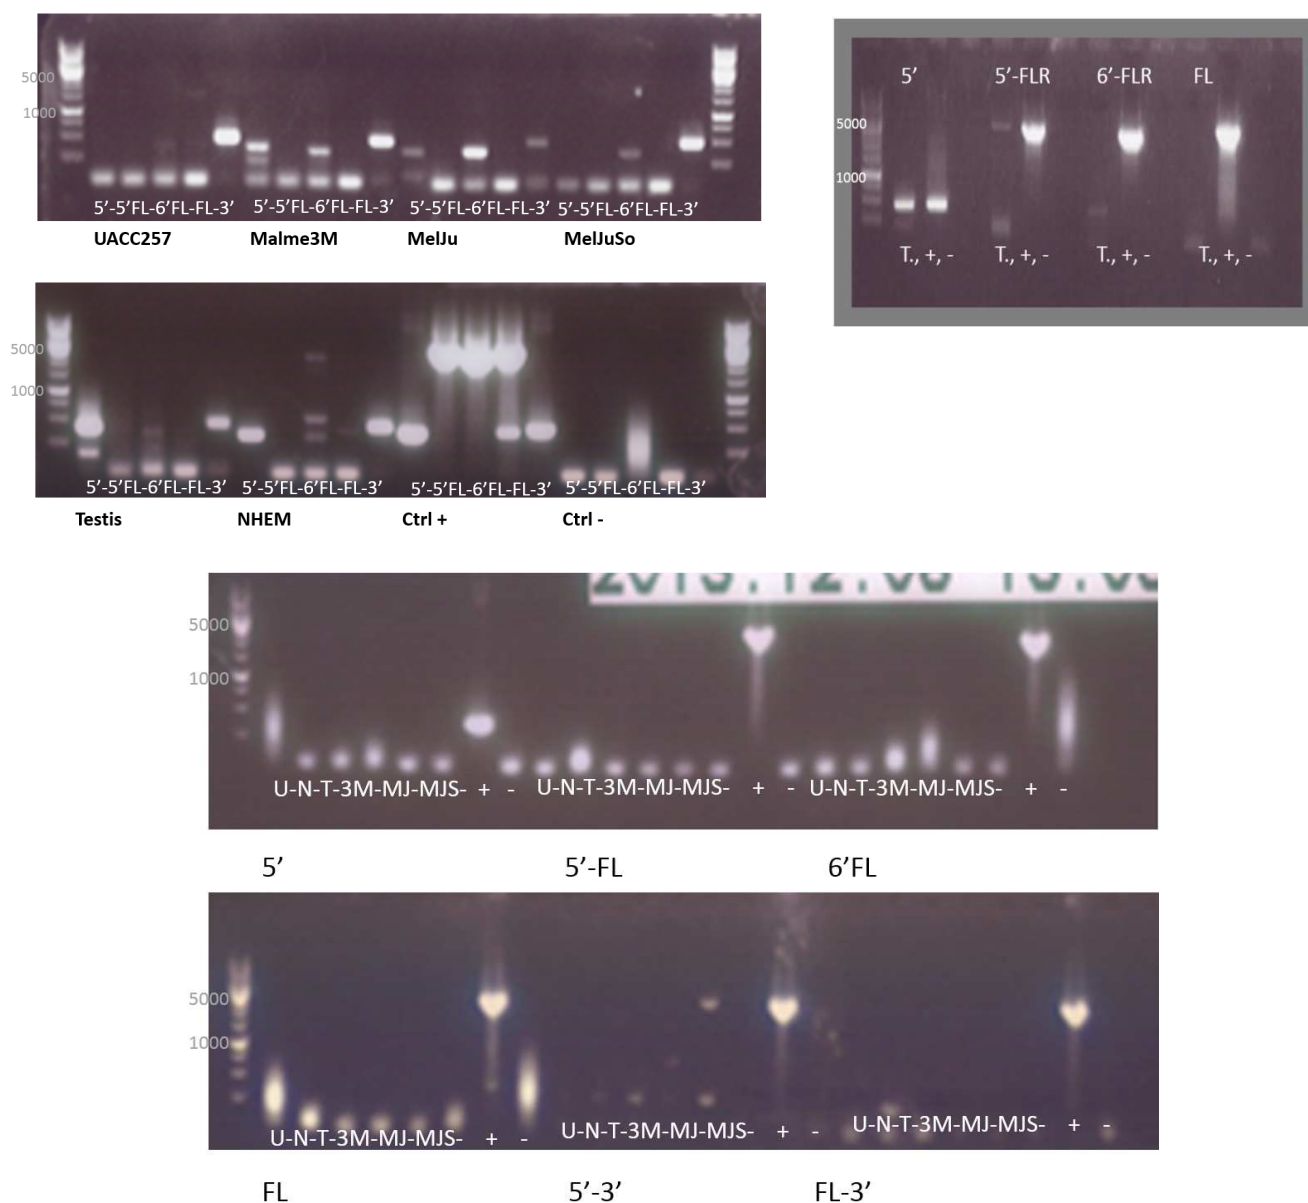 5000
1000
5’-5’FL-6’FL-FL-3’ 5’-5’FL-6’FL-FL-3’ 5’-5’FL-6’FL-FL-3’ 5’-5’FL-6’FL-FL-3’
UACC257 Malme3M MelJu MelJuSo
5’ 5’-FLR 6’-FLR FL
5000
1000
T., +, - T., +, - T., +, - T., +, -
5000
1000
5’-5’FL-6’FL-FL-3’ 5’-5’FL-6’FL-FL-3’ 5’-5’FL-6’FL-FL-3’ 5’-5’FL-6’FL-FL-3’
Testis NHEM Ctrl + Ctrl -
5000
1000
U-N-T-3M-MJ-MJS- + - U-N-T-3M-MJ-MJS- + - U-N-T-3M-MJ-MJS- + -
5’ 5’-FL 6’FL
5000
1000
U-N-T-3M-MJ-MJS- + - U-N-T-3M-MJ-MJS- + - U-N-T-3M-MJ-MJS- + -
FL 5’-3’ FL-3’